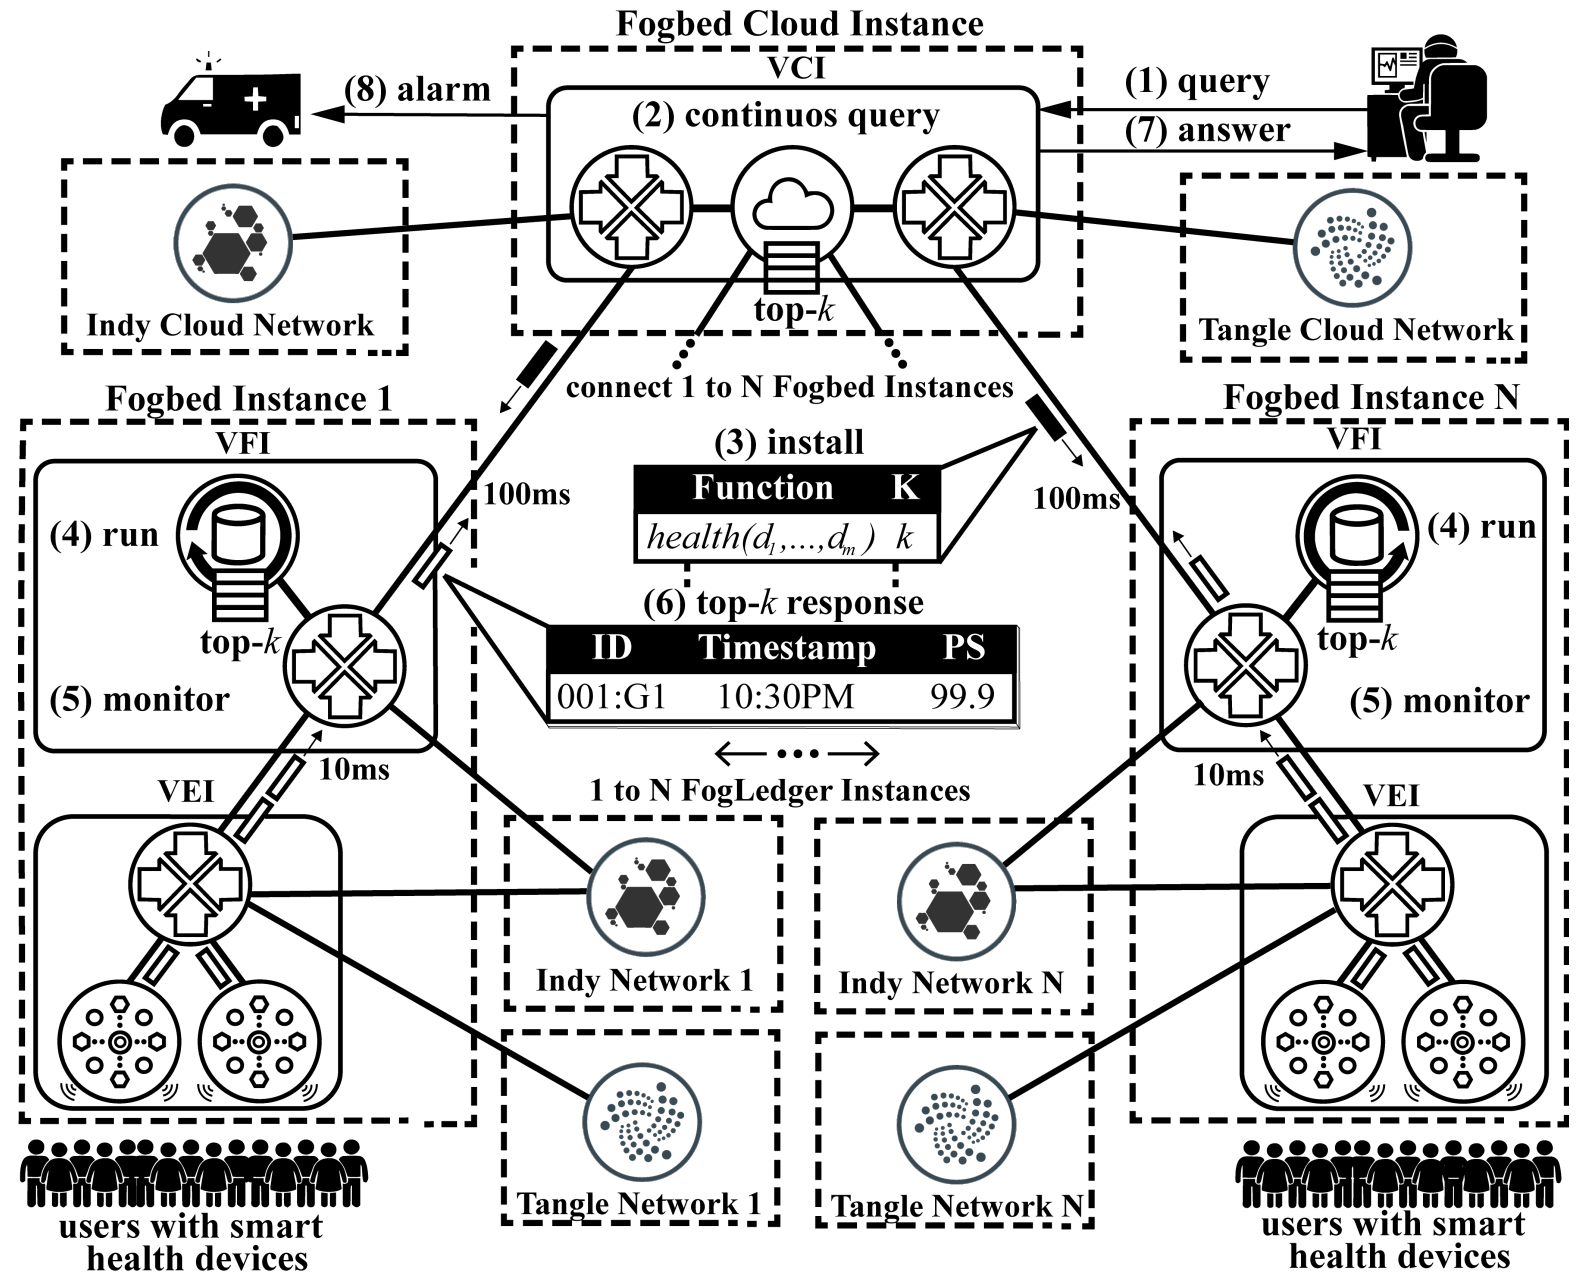 Fogbed Cloud Instance
VCI
(8) alarm
(2) continuos query
(1) query
(7) answer
top-k
Indy Cloud Network
Tangle Cloud Network
connect 1 to N Fogbed Instances
Fogbed Instance 1
Fogbed Instance N
VFI
VFI
(3) install
Function K
health(d1,...,dm) k
100ms
100ms
(4) run
(4) run
top-k
top-k
(6) top-k response
ID Timestamp PS
001:G1 10:30PM 99.9
(5) monitor
(5) monitor
10ms
10ms
1 to N FogLedger Instances
VEI
VEI
Indy Network 1
Indy Network N
Tangle Network 1
Tangle Network N
users with smart
health devices
users with smart
health devices